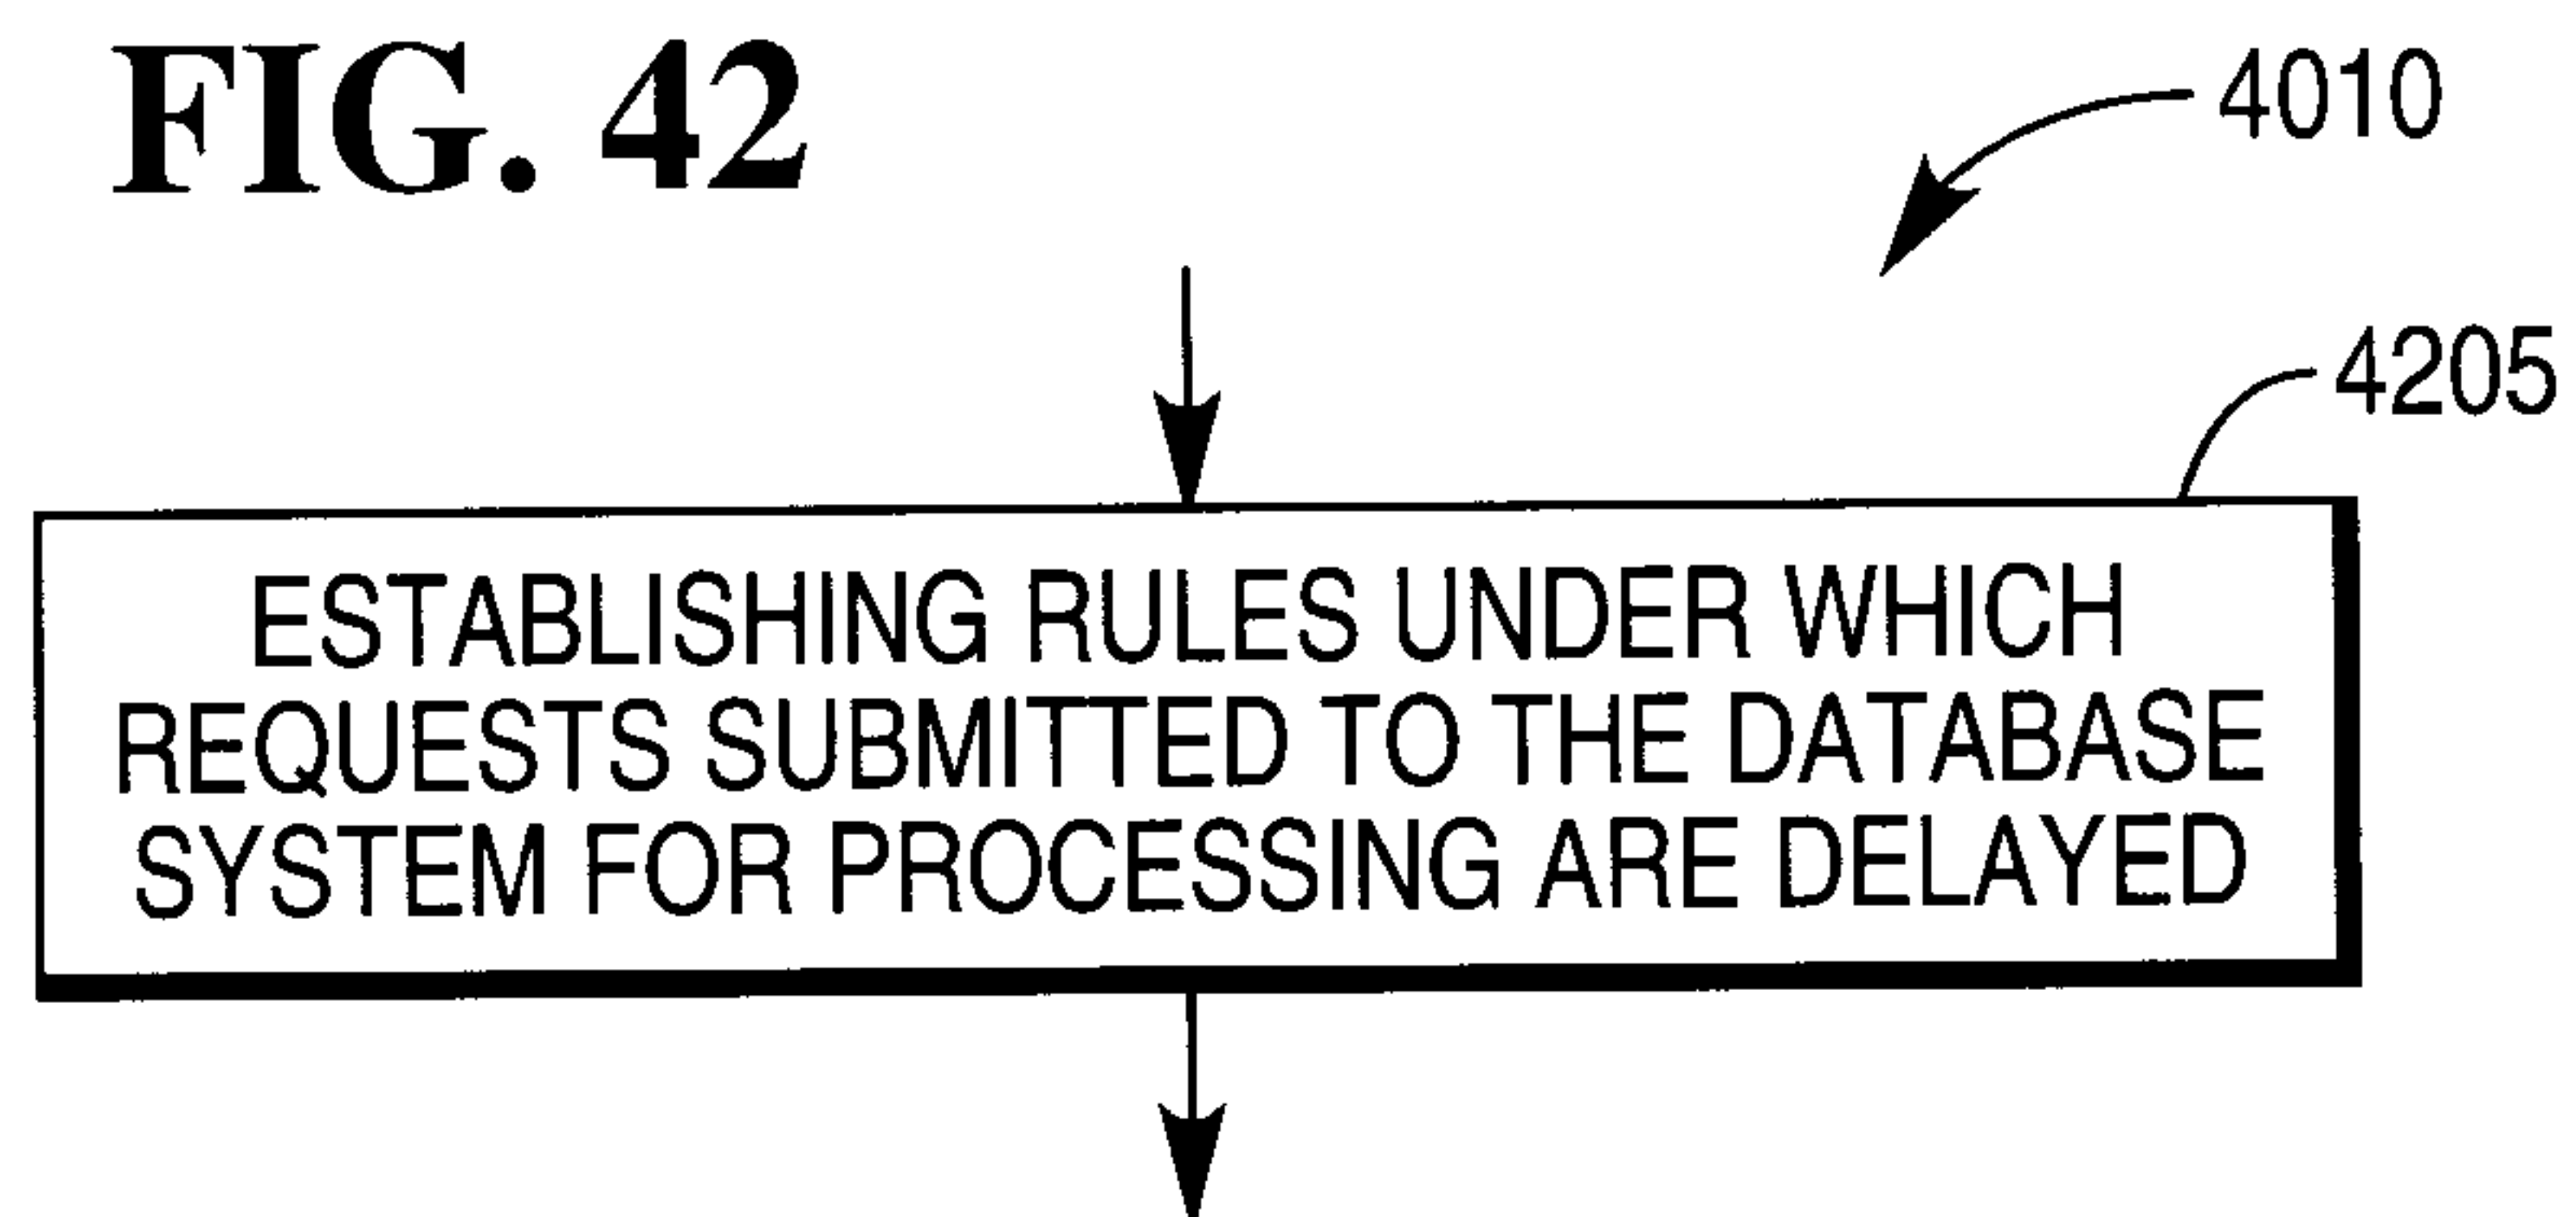 FIG. 42
4010
4205
ESTABLISHING RULES UNDER WHICH
REQUESTS SUBMITTED TO THE DATABASE
SYSTEM FOR PROCESSING ARE DELAYED